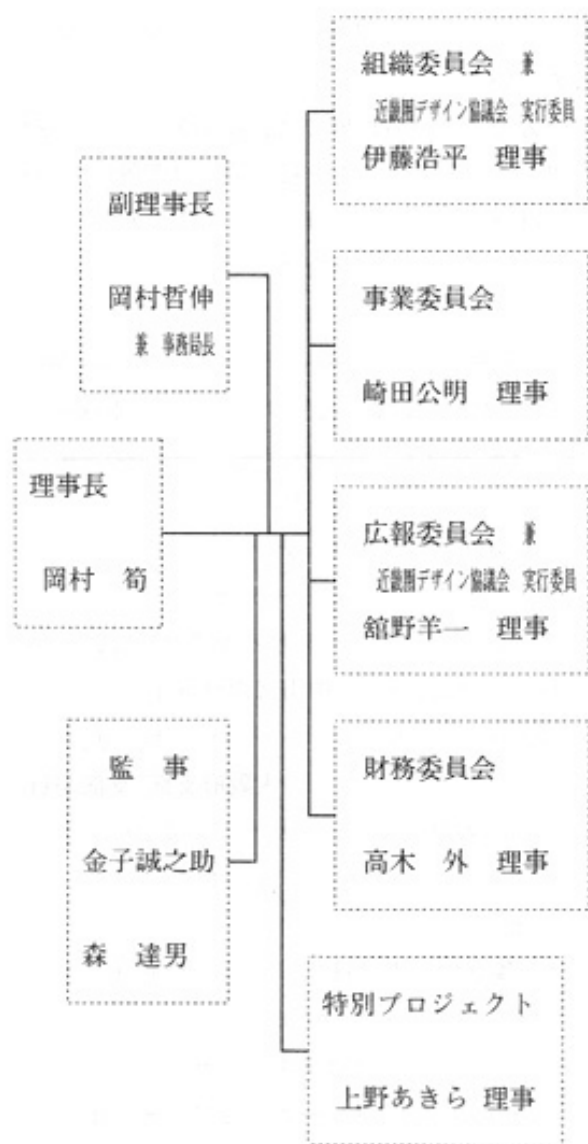 組織委員会 兼
近畿圏デザイン協議会 実行委員
伊藤浩平 理事
副理事長
岡村哲伸
兼 事務局長
事業委員会
崎田公明 理事
理事長
岡村 筍
広報委員会 兼
近畿圏デザイン協議会 実行委員
舘野羊一 理事
監 事
金子誠之助
森 達男
財務委員会
高木 外 理事
特別プロジェクト
上野あきら 理事